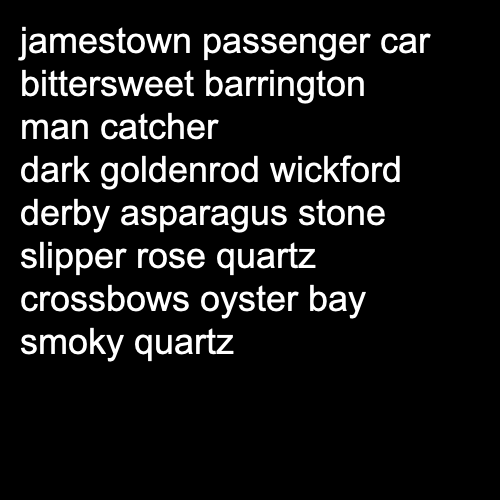 jamestown passenger car
bittersweet barrington
man catcher
dark goldenrod wickford
derby asparagus stone
slipper rose quartz
crossbows oyster bay
smoky quartz